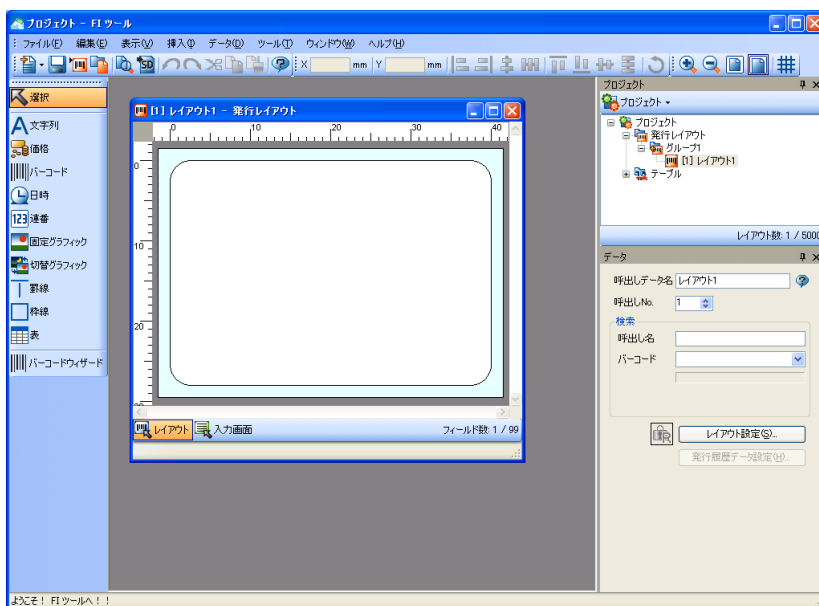 プロジェクト - FI ツール
ファイル(F) 編集(E) 表示(V) 挿入(I) データ(D) ツール(T) ウィンドウ(W) ヘルプ(H)
SD X mm Y mm
選択
文字列
価格
バーコード
日時
123 連番
固定グラフィック
切替グラフィック
罫線
枠線
表
バーコードウィザード
[1] レイアウト1 - 発行レイアウト
0 10 20 30 40
0
10
20
レイアウト 入力画面 フィールド数: 1 / 99
プロジェクト
プロジェクト
プロジェクト
発行レイアウト
グループ1
[1] レイアウト1
テーブル
レイアウト数: 1 / 5000
データ
呼出しデータ名 レイアウト1
呼出しNo. 1
検索
呼出し名
バーコード
レイアウト設定(S)...
発行履歴データ設定(H)...
ようこそ！ FI ツールへ！！